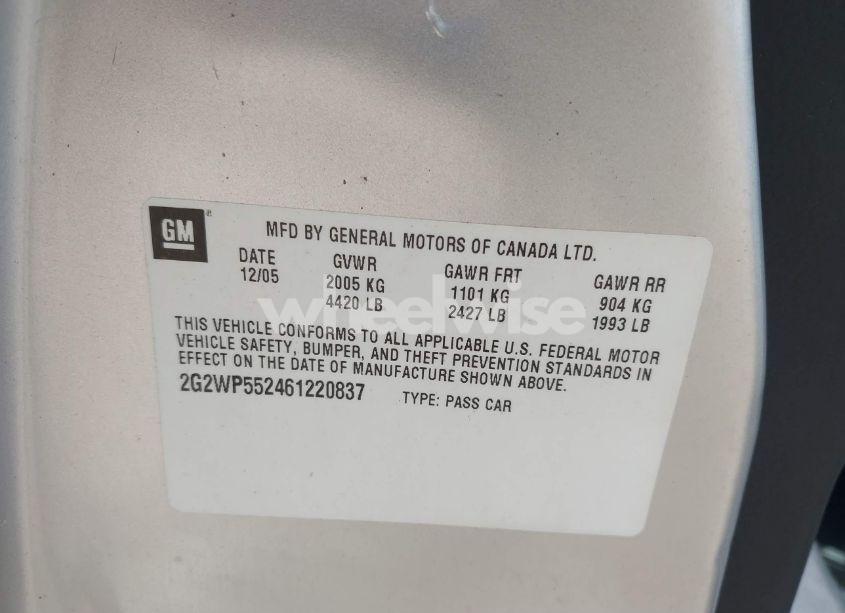 GM
MFD BY GENERAL MOTORS OF CANADA LTD.
DATE GVWR GAWR FRT GAWR RR
12/05 2005 KG 1101 KG 904 KG
4420 LB 2427 LB 1993 LB
THIS VEHICLE CONFORMS TO ALL APPLICABLE U.S. FEDERAL MOTOR
VEHICLE SAFETY, BUMPER, AND THEFT PREVENTION STANDARDS IN
EFFECT ON THE DATE OF MANUFACTURE SHOWN ABOVE.
2G2WP552461220837 TYPE: PASS CAR
wheelwise